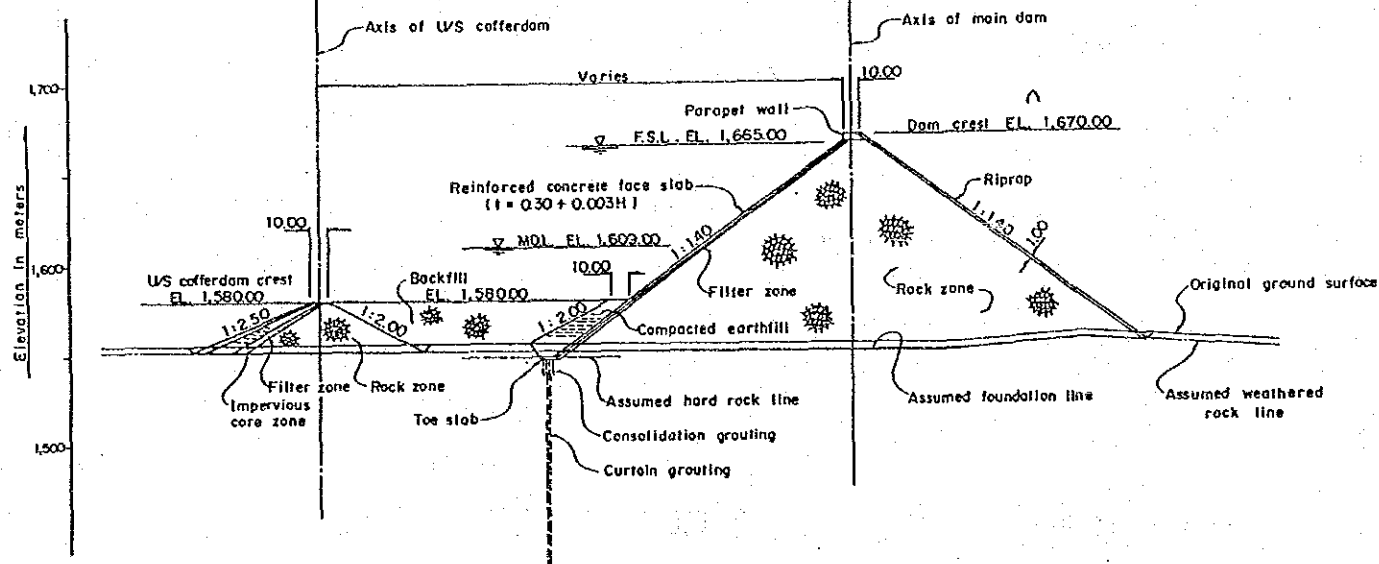 Axis of U/S cofferdam
Axis of main dam
Varies
10.00
1,700
Parapet wall
F.S.L. EL. 1,665.00
Dam crest EL. 1,670.00
Reinforced concrete face slab
( t = 0.30 + 0.003H )
Riprap
1:1.40
1:1.40
1.00
10.00
MOL EL. 1,609.00
Elevation in meters
1,600
10.00
U/S cofferdam crest
EL. 1,580.00
Backfill
EL. 1,580.00
Filter zone
Rock zone
Original ground surface
1:2.50
1:2.00
1:2.00
Compacted earthfill
Filter zone
Rock zone
Impervious
core zone
Toe slab
Assumed hard rock line
Assumed foundation line
Assumed weathered
rock line
Consolidation grouting
1,500
Curtain grouting